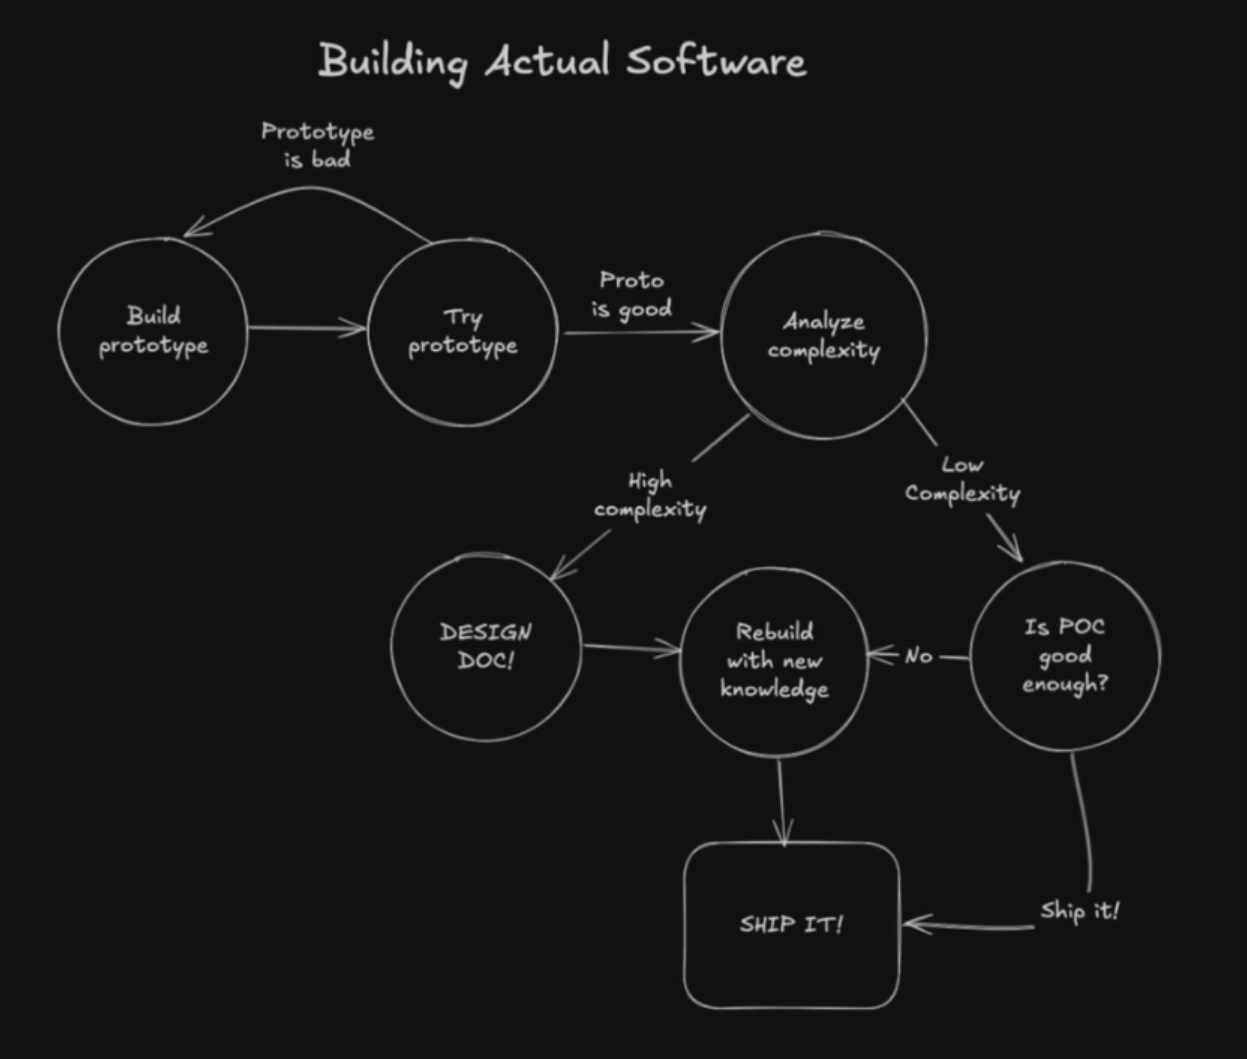 Building Actual Software
Prototype
is bad
Build
prototype
Try
prototype
Proto
is good
Analyze
complexity
High
complexity
Low
Complexity
DESIGN
DOC!
Rebuild
with new
knowledge
No
Is POC
good
enough?
SHIP IT!
Ship it!